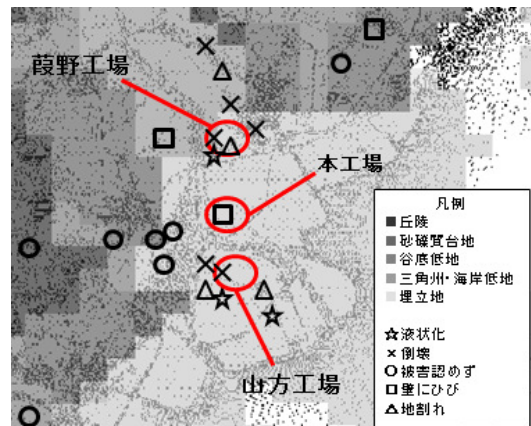 葭野工場
本工場
山方工場
凡例
丘陵
砂礫質台地
谷底低地
三角州・海岸低地
埋立地
液状化
倒壊
被害認めず
壁にひび
地割れ